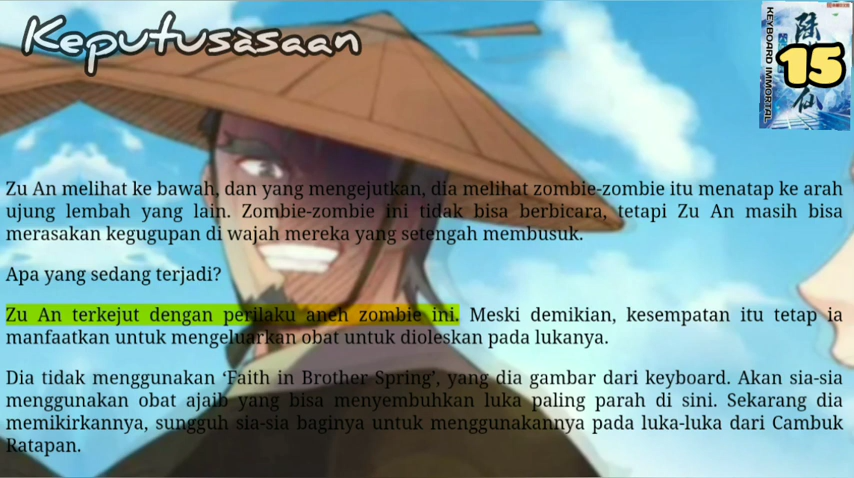 Keputusasaan
KEYBOARD IMMORTAL
15
Zu An melihat ke bawah, dan yang mengejutkan, dia melihat zombie-zombie itu menatap ke arah
ujung lembah yang lain. Zombie-zombie ini tidak bisa berbicara, tetapi Zu An masih bisa
merasakan kegugupan di wajah mereka yang setengah membusuk.
Apa yang sedang terjadi?
Zu An terkejut dengan perilaku aneh zombie ini. Meski demikian, kesempatan itu tetap ia
manfaatkan untuk mengeluarkan obat untuk dioleskan pada lukanya.
Dia tidak menggunakan ‘Faith in Brother Spring’, yang dia gambar dari keyboard. Akan sia-sia
menggunakan obat ajaib yang bisa menyembuhkan luka paling parah di sini. Sekarang dia
memikirkannya, sungguh sia-sia baginya untuk menggunakannya pada luka-luka dari Cambuk
Ratapan.